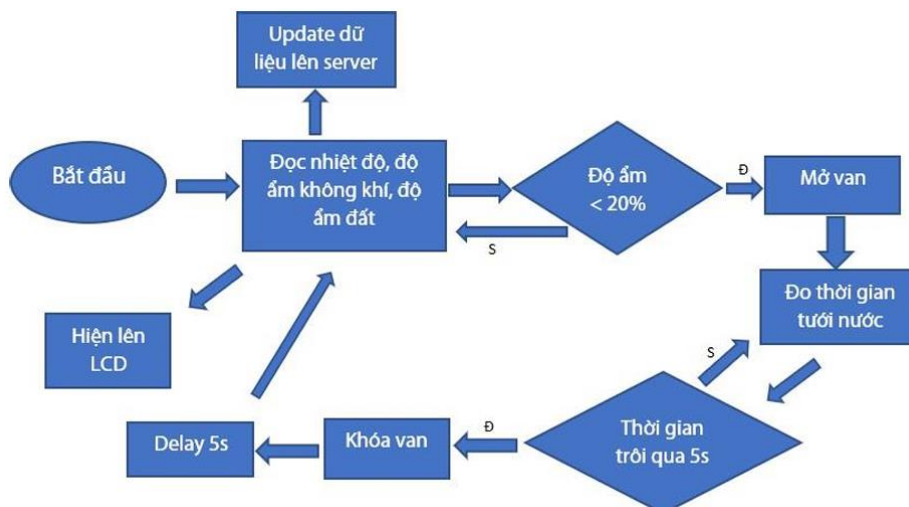 Update dữ
liệu lên server
Bắt đầu
Đọc nhiệt độ, độ
ẩm không khí, độ
ẩm đất
Độ ẩm
< 20%
Đ
Mở van
S
Đo thời gian
tưới nước
Hiện lên
LCD
S
Thời gian
trôi qua 5s
Đ
Khóa van
Delay 5s